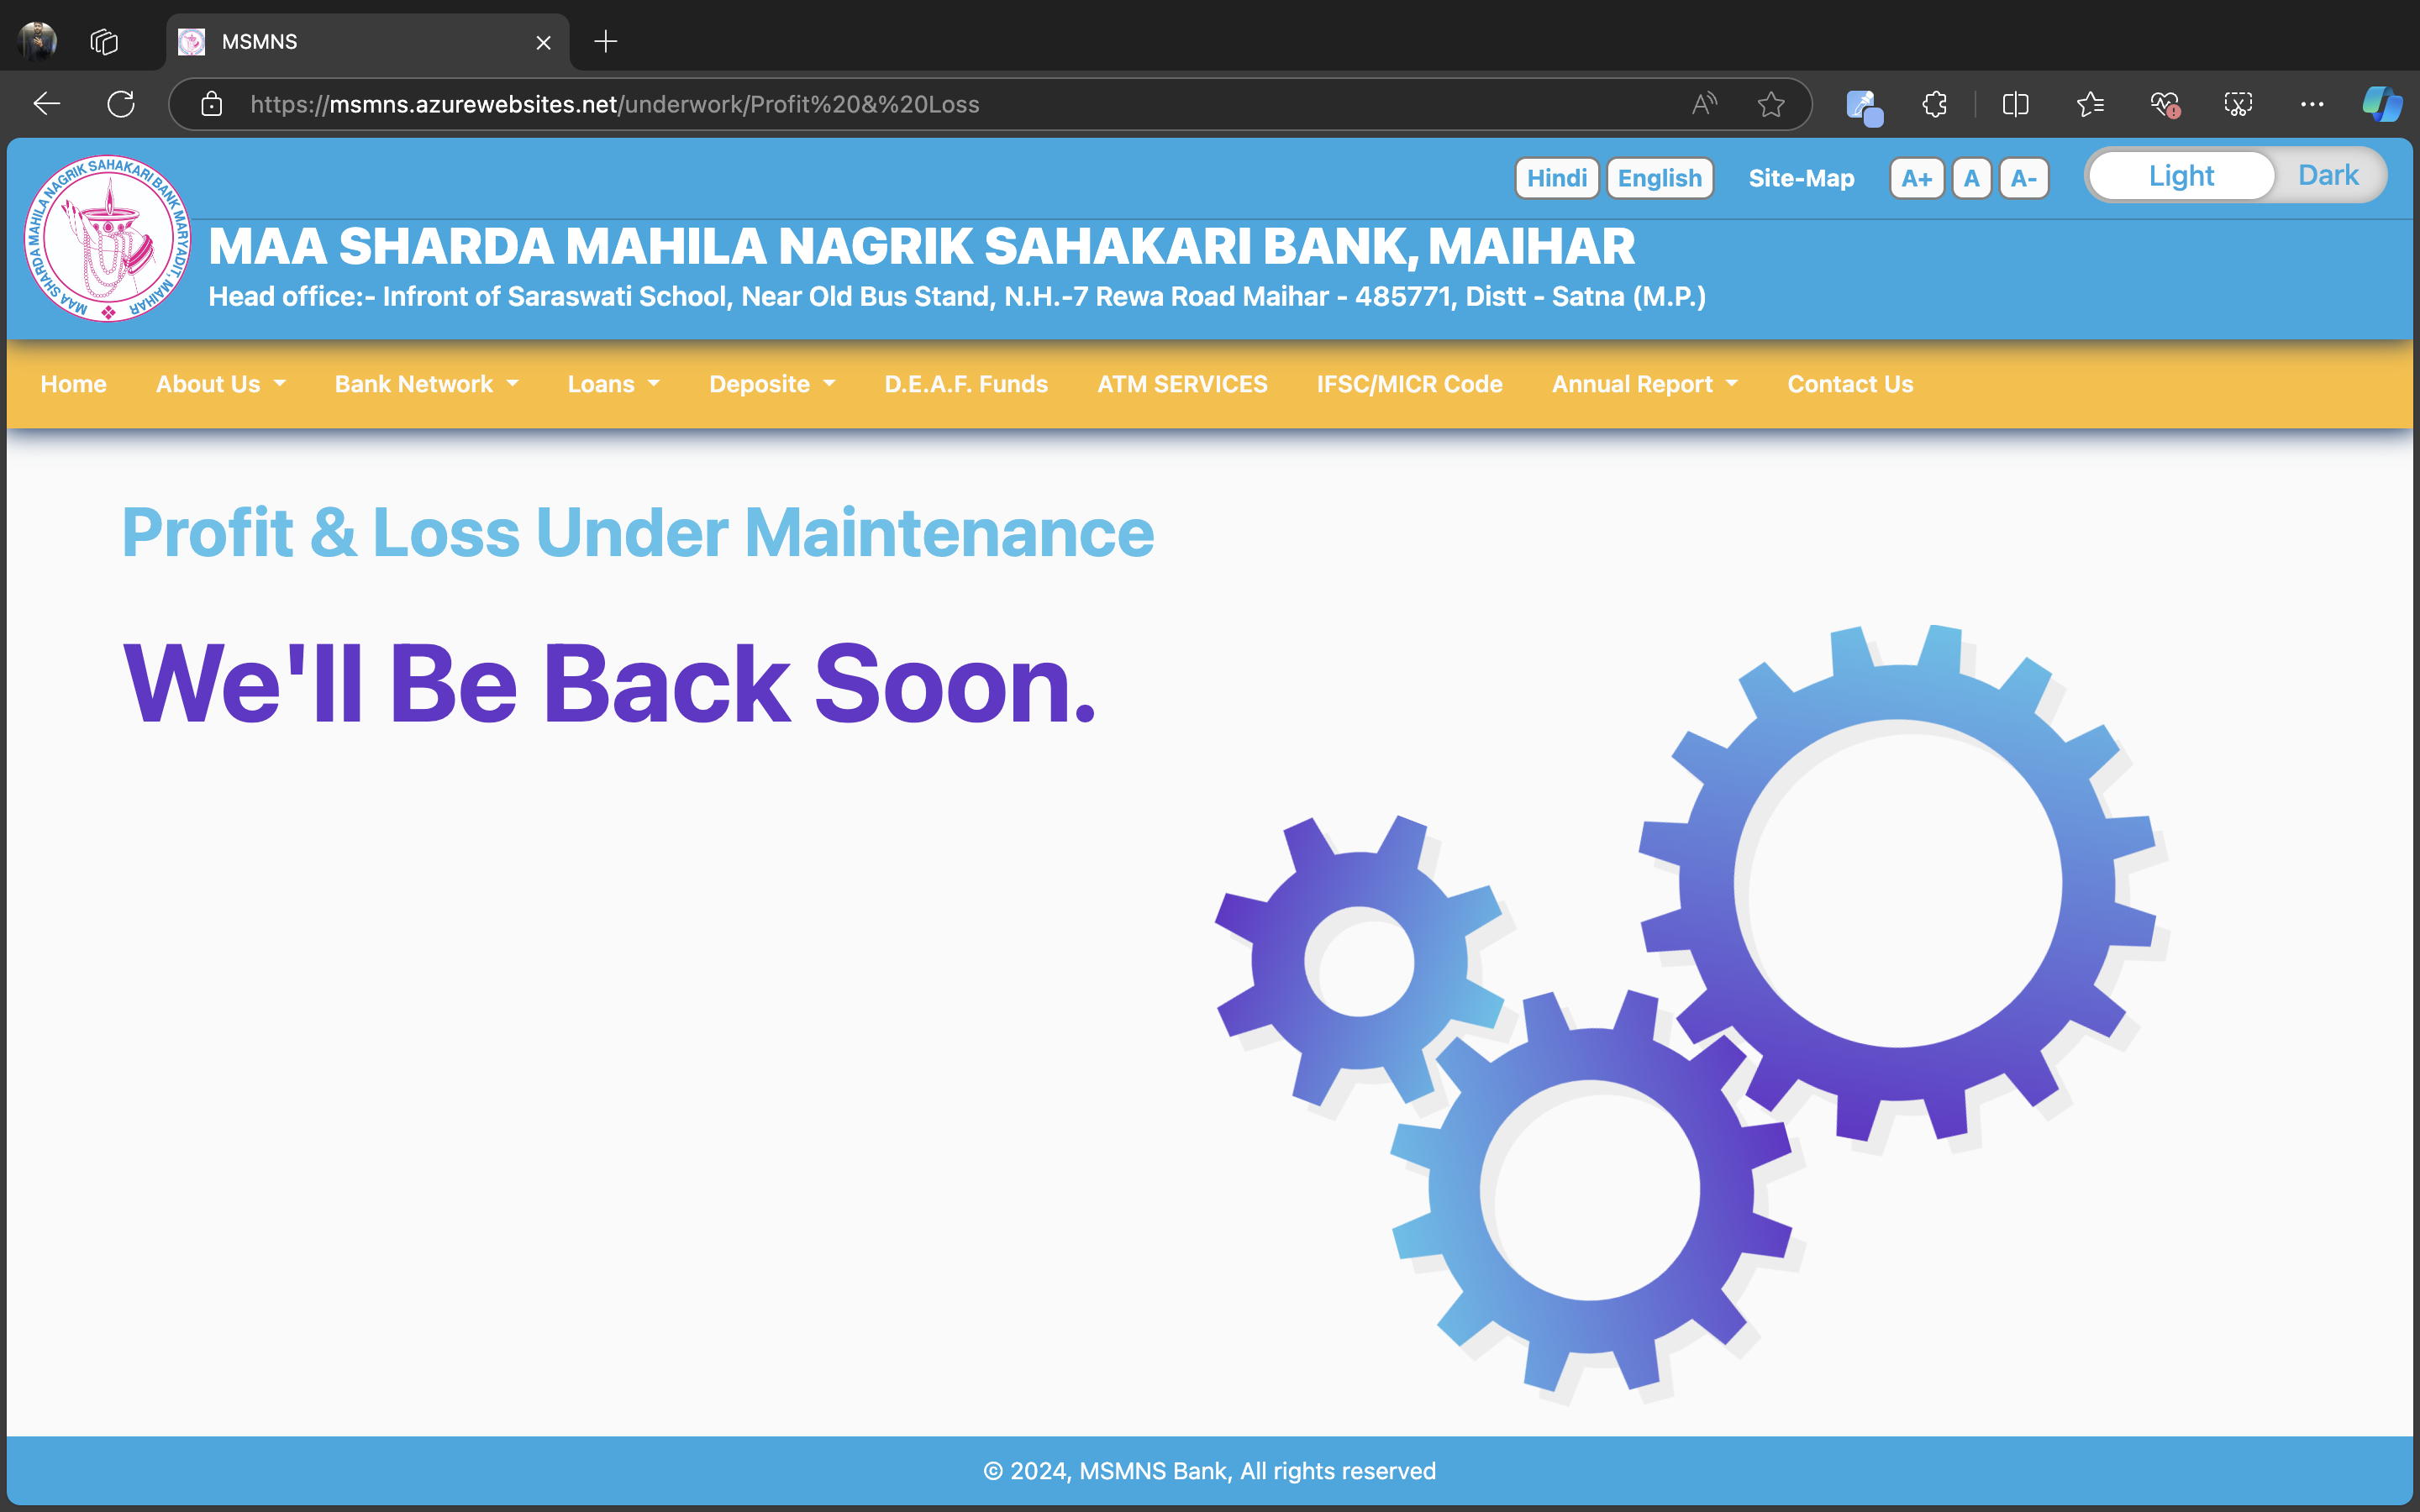 MSMNS
https://msmns.azurewebsites.net/underwork/Profit%20&%20Loss
Hindi English Site-Map A+ A A- Light Dark
MAA SHARDA MAHILA NAGRIK SAHAKARI BANK MARYADIT, MAIHAR
MAA SHARDA MAHILA NAGRIK SAHAKARI BANK, MAIHAR
Head office:- Infront of Saraswati School, Near Old Bus Stand, N.H.-7 Rewa Road Maihar - 485771, Distt - Satna (M.P.)
Home About Us Bank Network Loans Deposite D.E.A.F. Funds ATM SERVICES IFSC/MICR Code Annual Report Contact Us
Profit & Loss Under Maintenance
We'll Be Back Soon.
© 2024, MSMNS Bank, All rights reserved